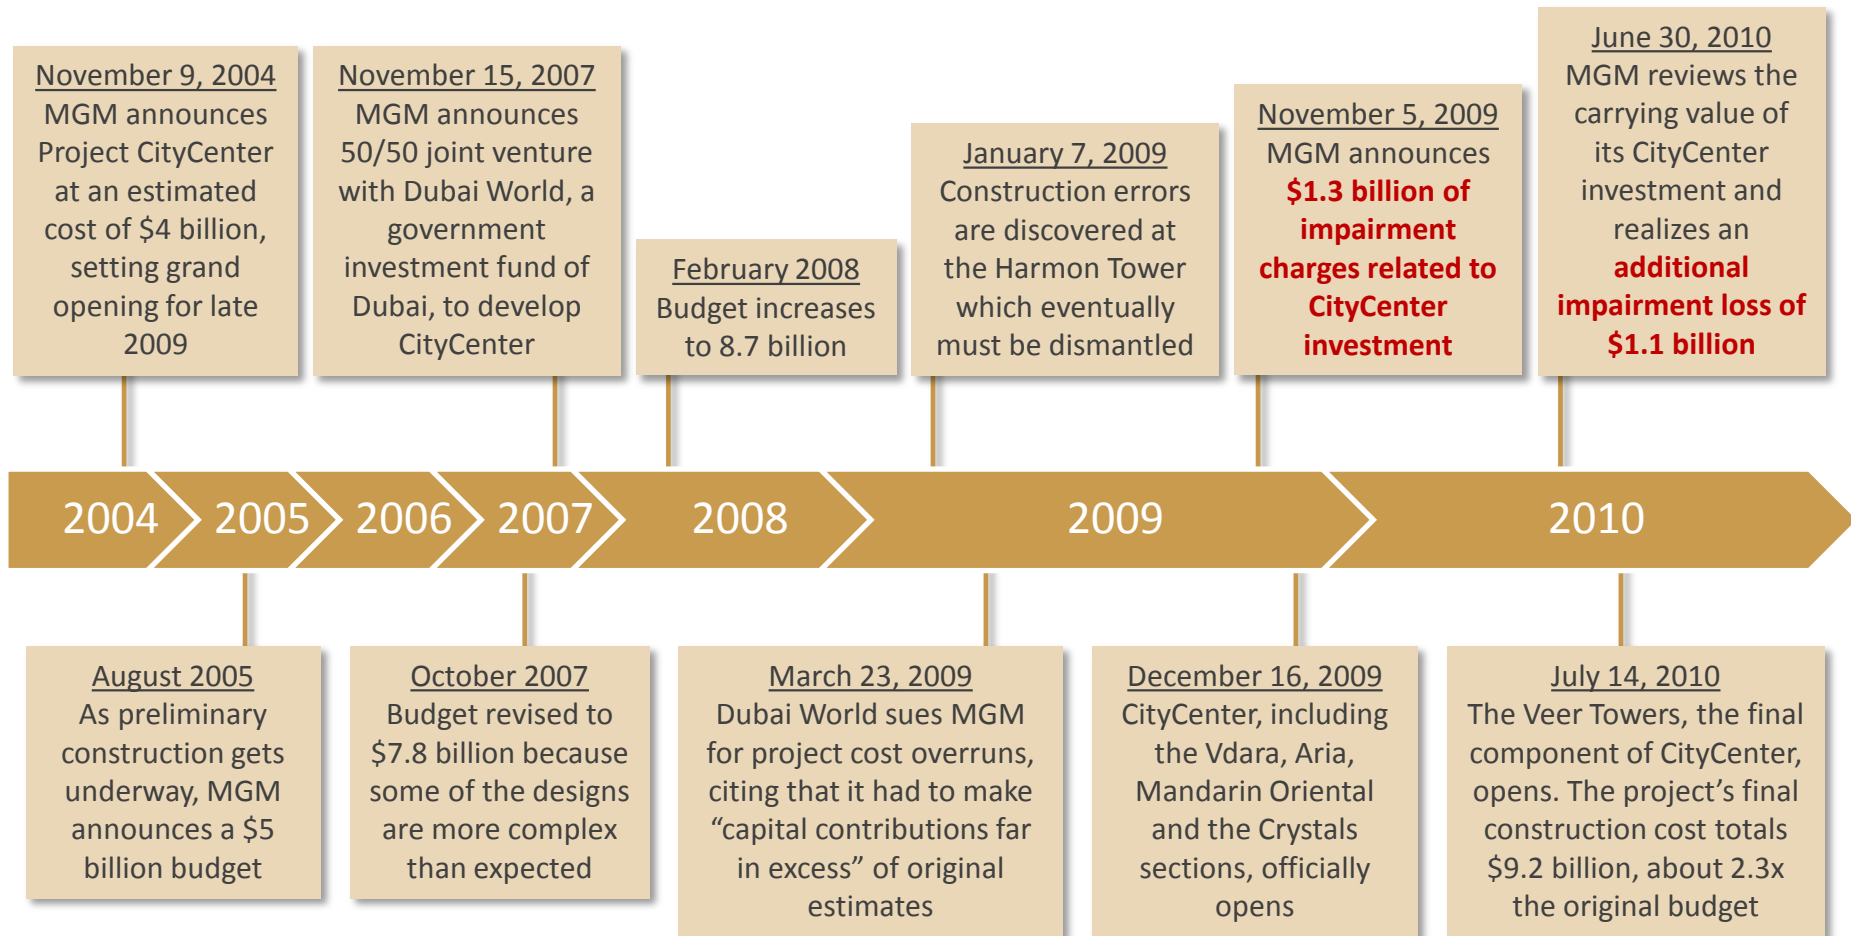 November 9, 2004
MGM announces
Project CityCenter
at an estimated
cost of $4 billion,
setting grand
opening for late
2009
November 15, 2007
MGM announces
50/50 joint venture
with Dubai World, a
government
investment fund of
Dubai, to develop
CityCenter
February 2008
Budget increases
to 8.7 billion
January 7, 2009
Construction errors
are discovered at
the Harmon Tower
which eventually
must be dismantled
November 5, 2009
MGM announces
$1.3 billion of
impairment
charges related to
CityCenter
investment
June 30, 2010
MGM reviews the
carrying value of
its CityCenter
investment and
realizes an
additional
impairment loss of
$1.1 billion
2004
2005
2006
2007
2008
2009
2010
August 2005
As preliminary
construction gets
underway, MGM
announces a $5
billion budget
October 2007
Budget revised to
$7.8 billion because
some of the designs
are more complex
than expected
March 23, 2009
Dubai World sues MGM
for project cost overruns,
citing that it had to make
“capital contributions far
in excess” of original
estimates
December 16, 2009
CityCenter, including
the Vdara, Aria,
Mandarin Oriental
and the Crystals
sections, officially
opens
July 14, 2010
The Veer Towers, the final
component of CityCenter,
opens. The project’s final
construction cost totals
$9.2 billion, about 2.3x
the original budget